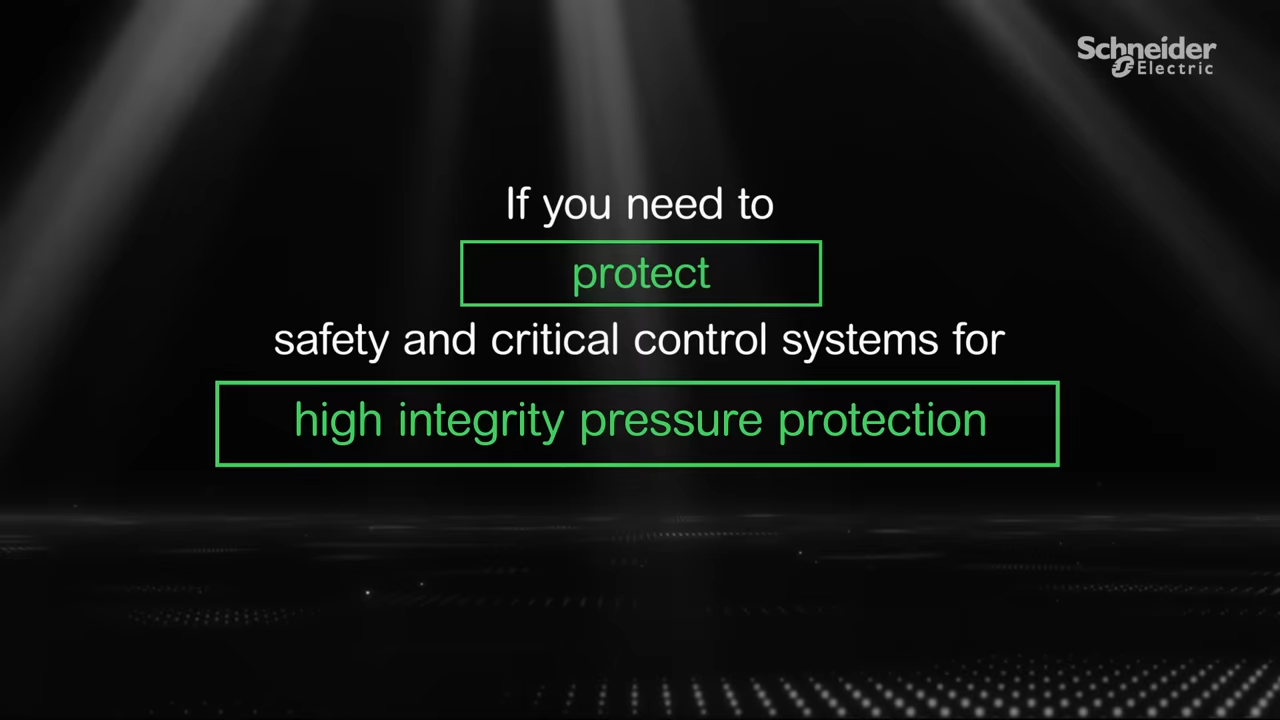 Schneider
Electric
If you need to
protect
safety and critical control systems for
high integrity pressure protection